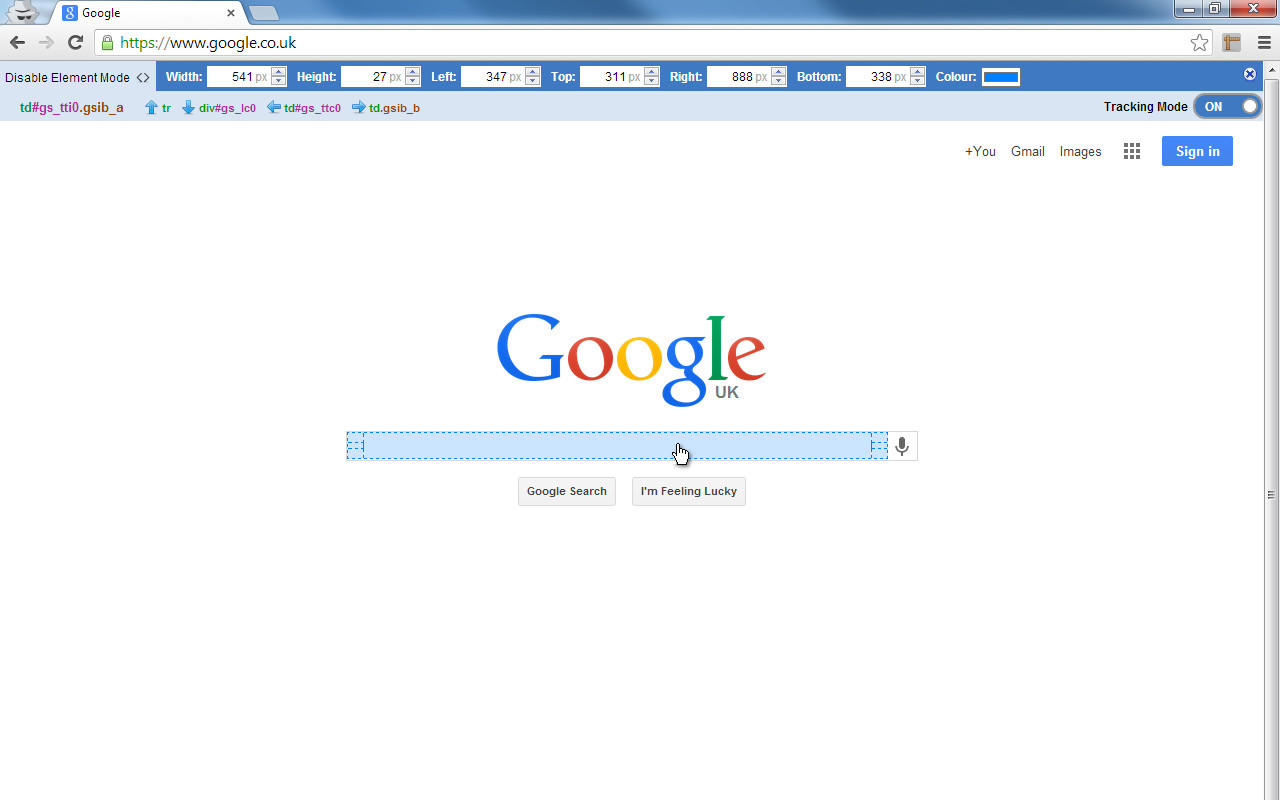 Google
https://www.google.co.uk
Disable Element Mode <> Width: 541 px Height: 27 px Left: 347 px Top: 311 px Right: 888 px Bottom: 338 px Colour:
td#gs_tti0.gsib_a tr div#gs_lc0 td#gs_ttc0 td.gsib_b Tracking Mode ON
+You Gmail Images Sign in
Google
UK
Google Search I'm Feeling Lucky